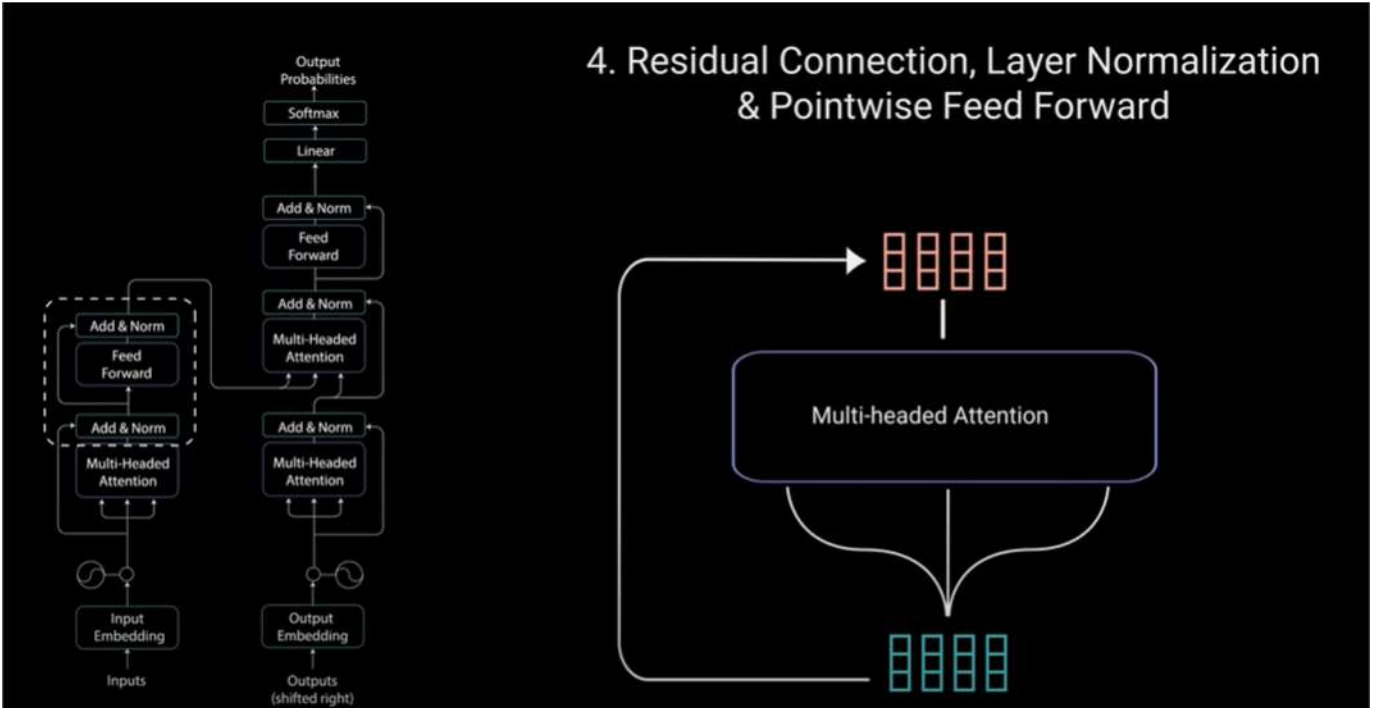 4. Residual Connection, Layer Normalization
& Pointwise Feed Forward
Output
Probabilities
Softmax
Linear
Add & Norm
Feed
Forward
Add & Norm
Multi-Headed
Attention
Add & Norm
Multi-Headed
Attention
Output
Embedding
Outputs
(shifted right)
Add & Norm
Feed
Forward
Add & Norm
Multi-Headed
Attention
Input
Embedding
Inputs
Multi-headed Attention